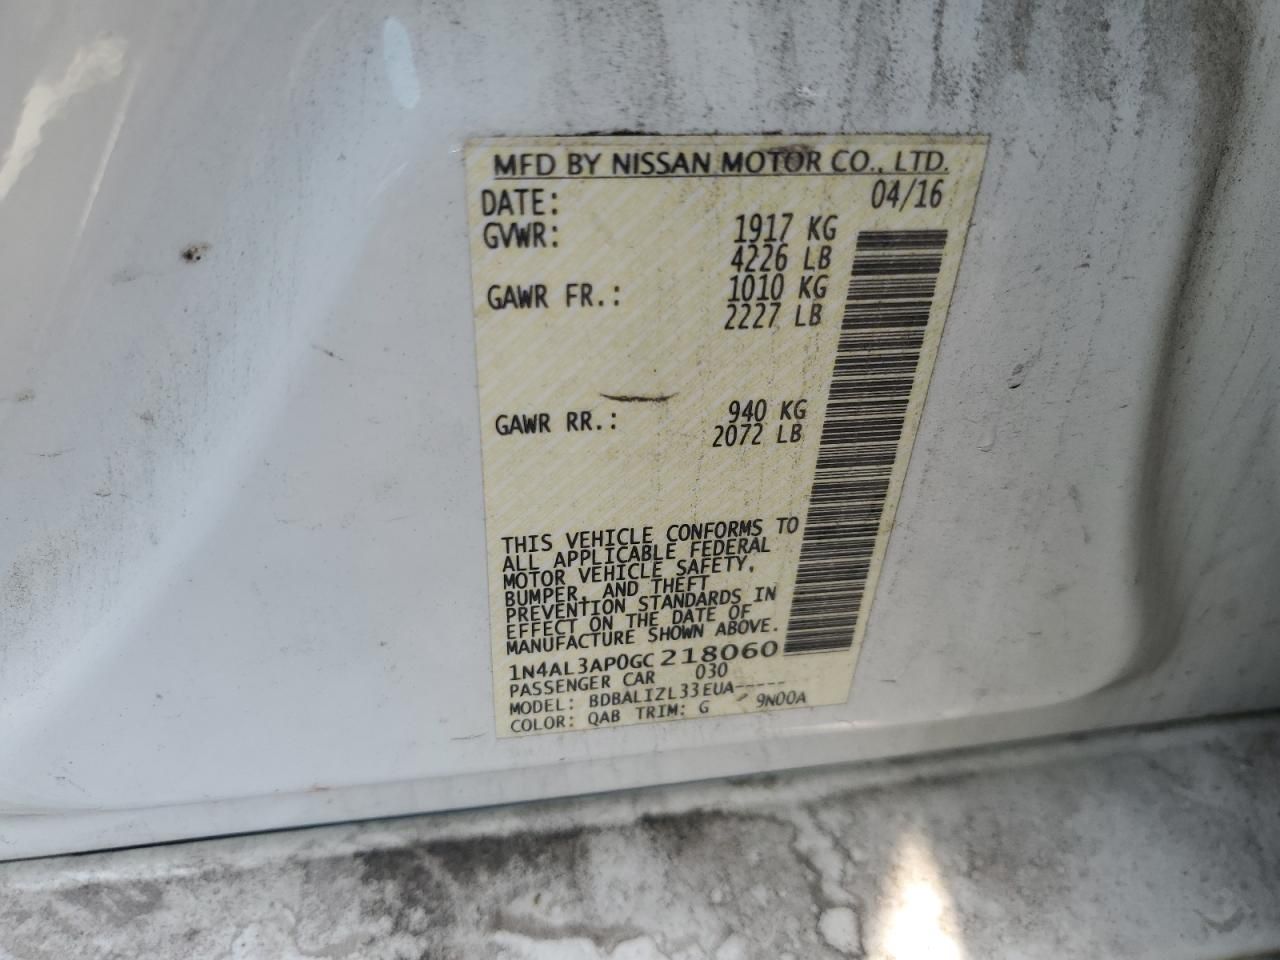 MFD BY NISSAN MOTOR CO., LTD.
DATE: 04/16
GVWR: 1917 KG
4226 LB
GAWR FR.: 1010 KG
2227 LB
GAWR RR.: 940 KG
2072 LB
THIS VEHICLE CONFORMS TO
ALL APPLICABLE FEDERAL
MOTOR VEHICLE SAFETY,
BUMPER, AND THEFT
PREVENTION STANDARDS IN
EFFECT ON THE DATE OF
MANUFACTURE SHOWN ABOVE.
1N4AL3AP0GC218060
PASSENGER CAR 030
MODEL: BDBALIZL33EUA-----
COLOR: QAB TRIM: G 9N00A